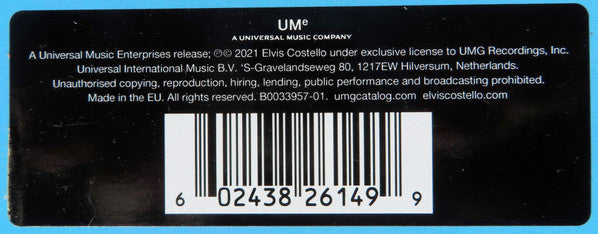 UMe
A UNIVERSAL MUSIC COMPANY
A Universal Music Enterprises release; ℗© 2021 Elvis Costello under exclusive license to UMG Recordings, Inc.
Universal International Music B.V. 'S-Gravelandseweg 80, 1217EW Hilversum, Netherlands.
Unauthorised copying, reproduction, hiring, lending, public performance and broadcasting prohibited.
Made in the EU. All rights reserved. B0033957-01. umgcatalog.com elviscostello.com
6 02438 26149 9